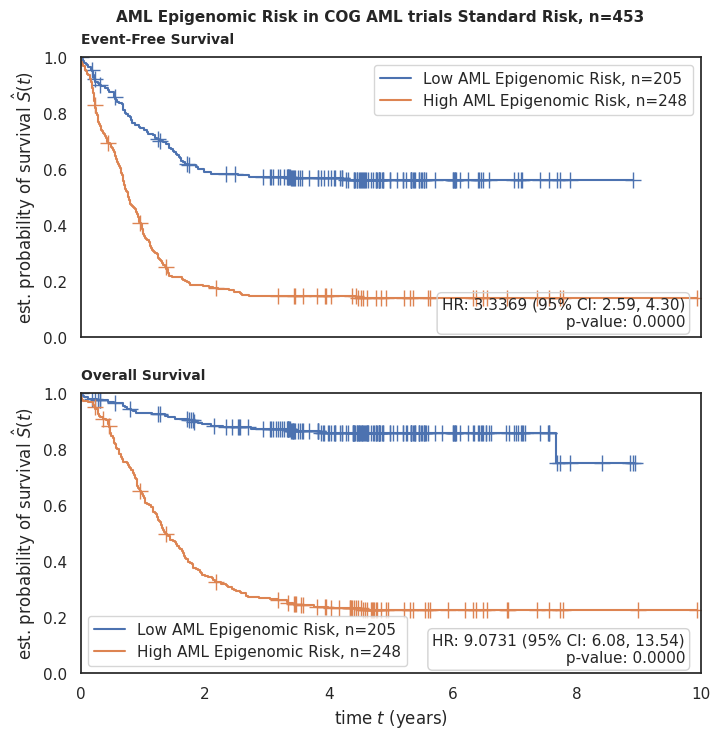 AML Epigenomic Risk in COG AML trials Standard Risk, n=453
Event-Free Survival
est. probability of survival Ŝ(t)
1.0
0.8
0.6
0.4
0.2
0.0
Low AML Epigenomic Risk, n=205
High AML Epigenomic Risk, n=248
HR: 3.3369 (95% CI: 2.59, 4.30)
p-value: 0.0000
Overall Survival
est. probability of survival Ŝ(t)
1.0
0.8
0.6
0.4
0.2
0.0
Low AML Epigenomic Risk, n=205
High AML Epigenomic Risk, n=248
HR: 9.0731 (95% CI: 6.08, 13.54)
p-value: 0.0000
0 2 4 6 8 10
time t (years)